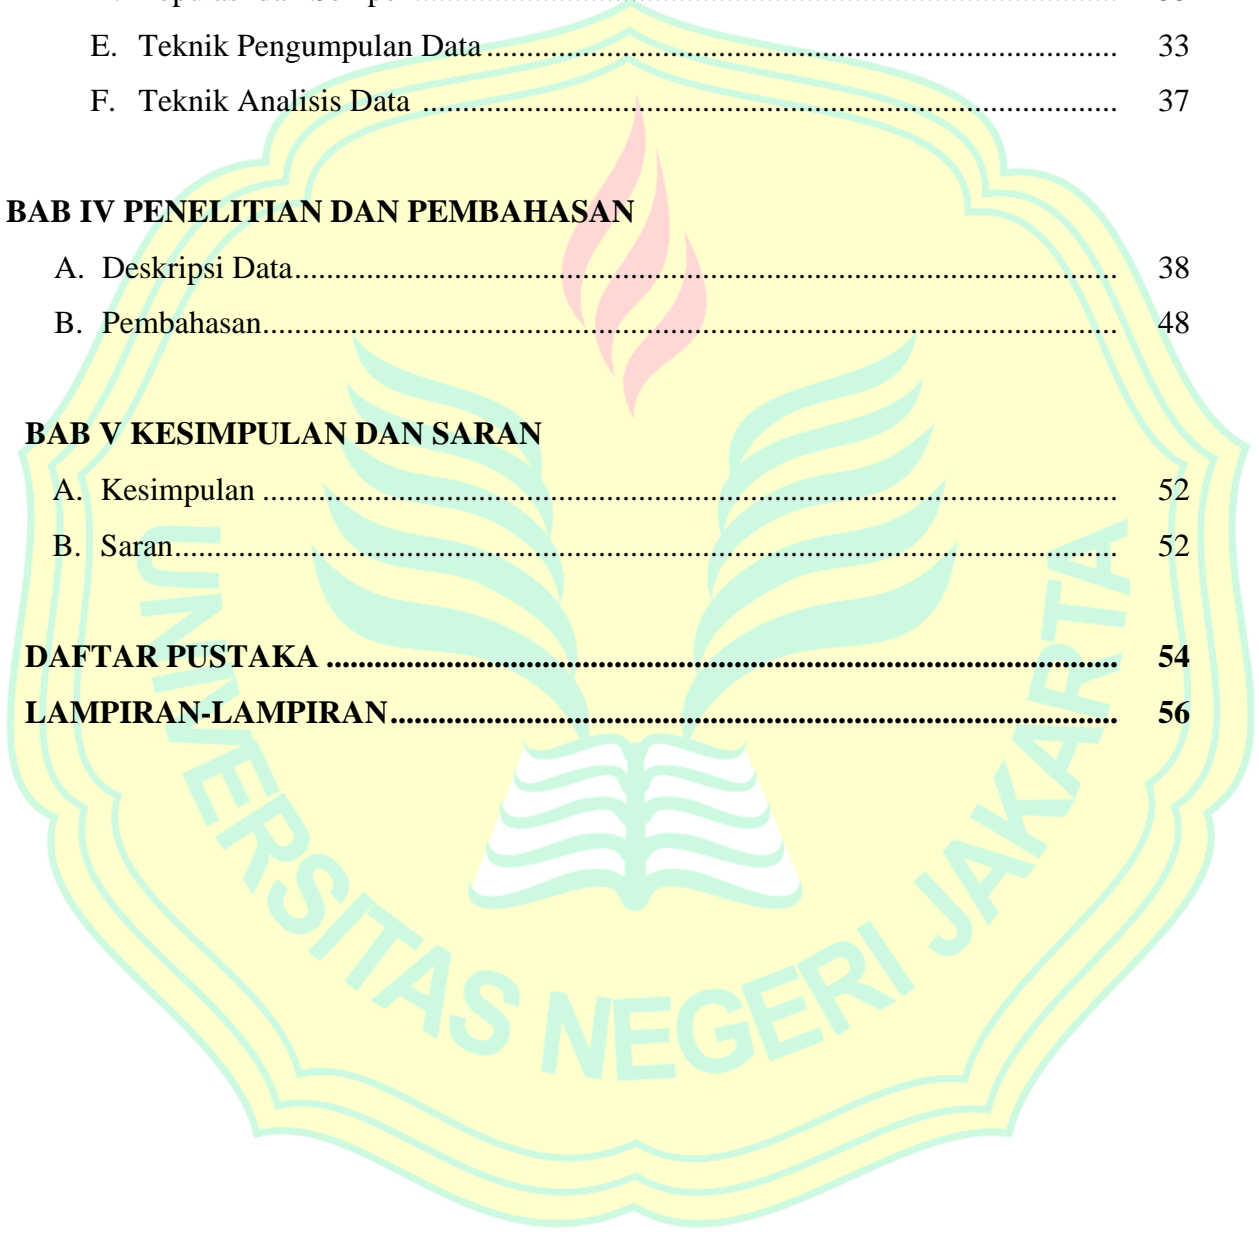 E. Teknik Pengumpulan Data........................................ 33
F. Teknik Analisis Data ........................................ 37
BAB IV PENELITIAN DAN PEMBAHASAN
A. Deskripsi Data........................................ 38
B. Pembahasan........................................ 48
BAB V KESIMPULAN DAN SARAN
A. Kesimpulan ........................................ 52
B. Saran........................................ 52
DAFTAR PUSTAKA ........................................ 54
LAMPIRAN-LAMPIRAN........................................ 56
UNIVERSITAS NEGERI JAKARTA